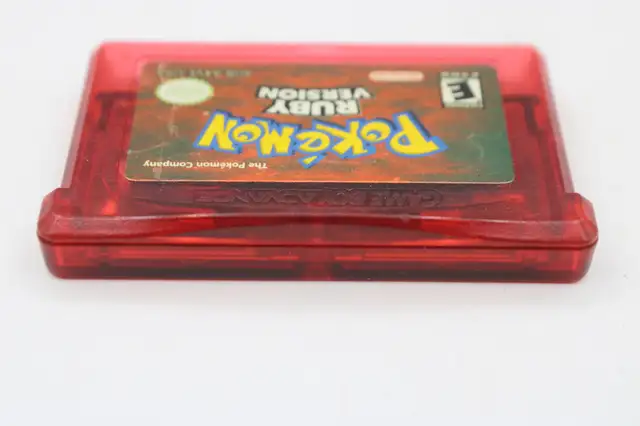 POKéMON
RUBY
VERSION
The Pokémon Company
E
GAME BOY ADVANCE